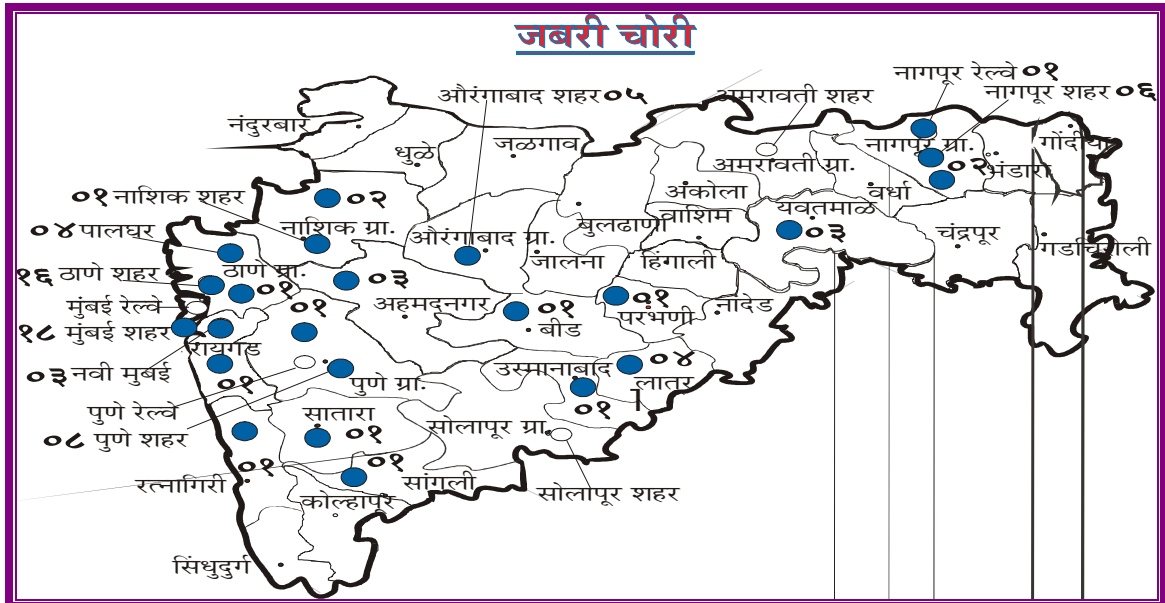 जबरी चोरी
नागपूर रेल्वे ०१
औरंगाबाद शहर ०५
अमरावती शहर
नागपूर शहर ०६
नंदुरबार
धुळे
जळगाव
नागपूर ग्रा.
०२
गोंदीया
भंडारा
अमरावती ग्रा.
०१ नाशिक शहर
०२
अकोला
वर्धा
नाशिक ग्रा.
बुलढाणा
वाशिम
यवतमाळ
०३
०४ पालघर
औरंगाबाद ग्रा.
चंद्रपूर
गडचिरोली
१६ ठाणे शहर
ठाणे ग्रा.
०१
०३
जालना
हिंगोली
मुंबई रेल्वे
०१
अहमदनगर
०१
बीड
०१
परभणी
नांदेड
१८ मुंबई शहर
रायगड
०१
०३ नवी मुंबई
पुणे ग्रा.
उस्मानाबाद
०१
०४
लातूर
पुणे रेल्वे
०८ पुणे शहर
सातारा
०१
सोलापूर ग्रा.
०१
०१
रत्नागिरी
सांगली
सोलापूर शहर
कोल्हापूर
सिंधुदुर्ग